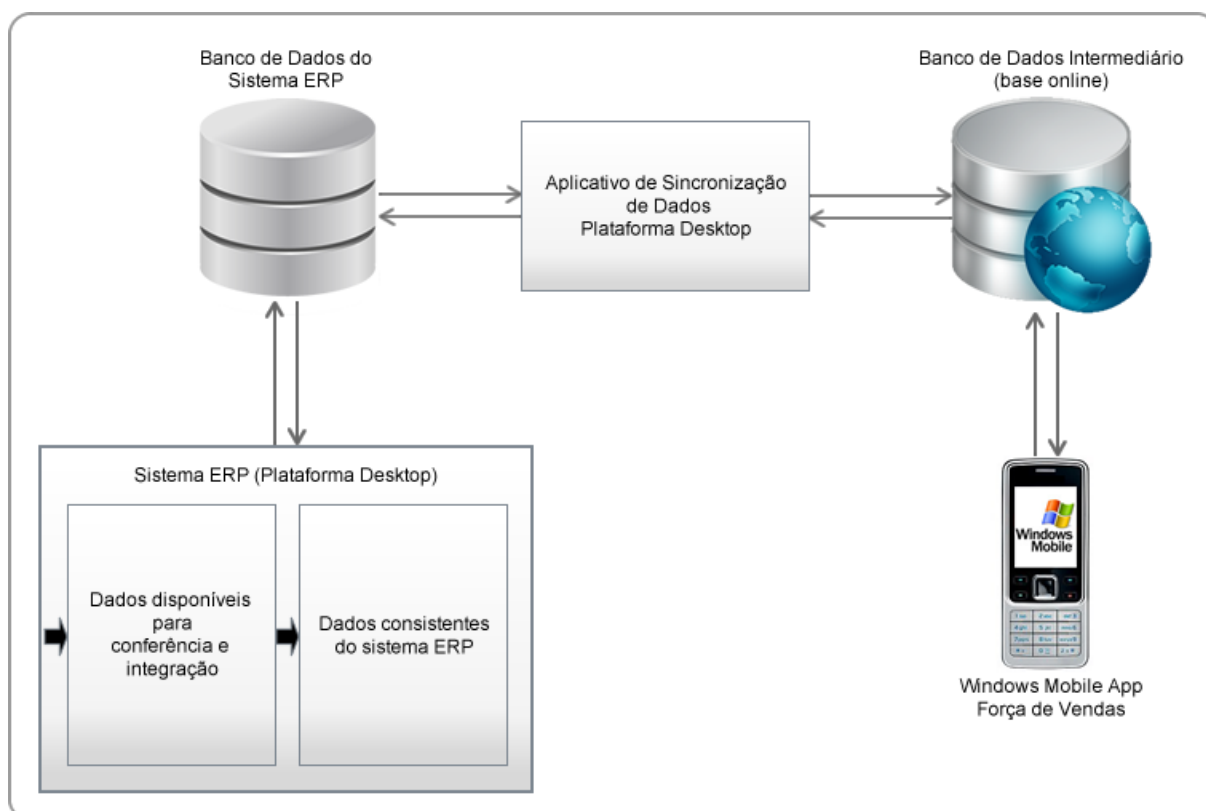 Banco de Dados do
Sistema ERP
Banco de Dados Intermediário
(base online)
Aplicativo de Sincronização
de Dados
Plataforma Desktop
Sistema ERP (Plataforma Desktop)
Dados disponíveis
para
conferência e
integração
Dados consistentes
do sistema ERP
Windows
Mobile
Windows Mobile App
Força de Vendas